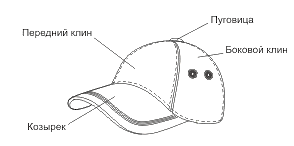 Пуговица
Передний клин
Боковой клин
Козырек